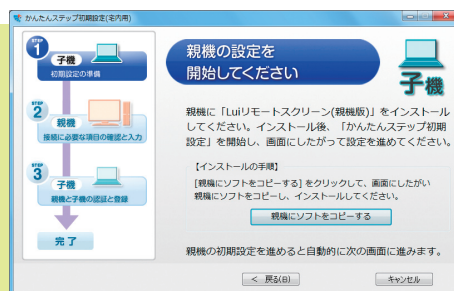 かんたんステップ初期設定(宅内用)
STEP
1
子機
初期設定の準備
STEP
2
親機
接続に必要な項目の確認と入力
STEP
3
子機
親機と子機の認証と登録
完了
親機の設定を
開始してください
子機
親機に「Luiリモートスクリーン(親機版)」をインストール
してください。インストール後、「かんたんステップ初期
設定」を開始し、画面にしたがって設定を進めてください。
【インストールの手順】
[親機にソフトをコピーする]をクリックして、画面にしたがい
親機にソフトをコピーし、インストールしてください。
親機にソフトをコピーする
親機の初期設定を進めると自動的に次の画面に進みます。
< 戻る(B)
キャンセル